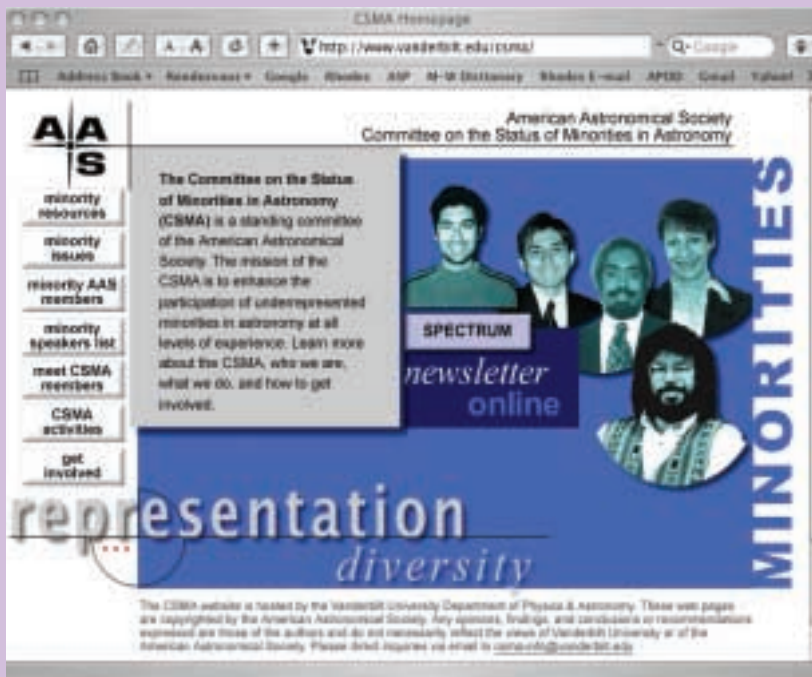 CSMA Homepage
A A http://www.vanderbilt.edu/csma/ Q- Google
Address Book Rendezvous Google Rhodes ASP M-W Dictionary Rhodes E-mail APOD Gmail Yahoo!
AAS
American Astronomical Society
Committee on the Status of Minorities in Astronomy
minority
resources
minority
issues
minority AAS
members
minority
speakers list
meet CSMA
members
CSMA
activities
get
involved
The Committee on the Status
of Minorities in Astronomy
(CSMA) is a standing committee
of the American Astronomical
Society. The mission of the
CSMA is to enhance the
participation of underrepresented
minorities in astronomy at all
levels of experience. Learn more
about the CSMA, who we are,
what we do, and how to get
involved.
SPECTRUM
newsletter
online
MINORITIES
representation
diversity
The CSMA website is hosted by the Vanderbilt University Department of Physics & Astronomy. These web pages
are copyrighted by the American Astronomical Society. Any opinions, findings, and conclusions or recommendations
expressed are those of the authors and do not necessarily reflect the views of Vanderbilt University or of the
American Astronomical Society. Please direct inquiries via email to csma-info@vanderbilt.edu